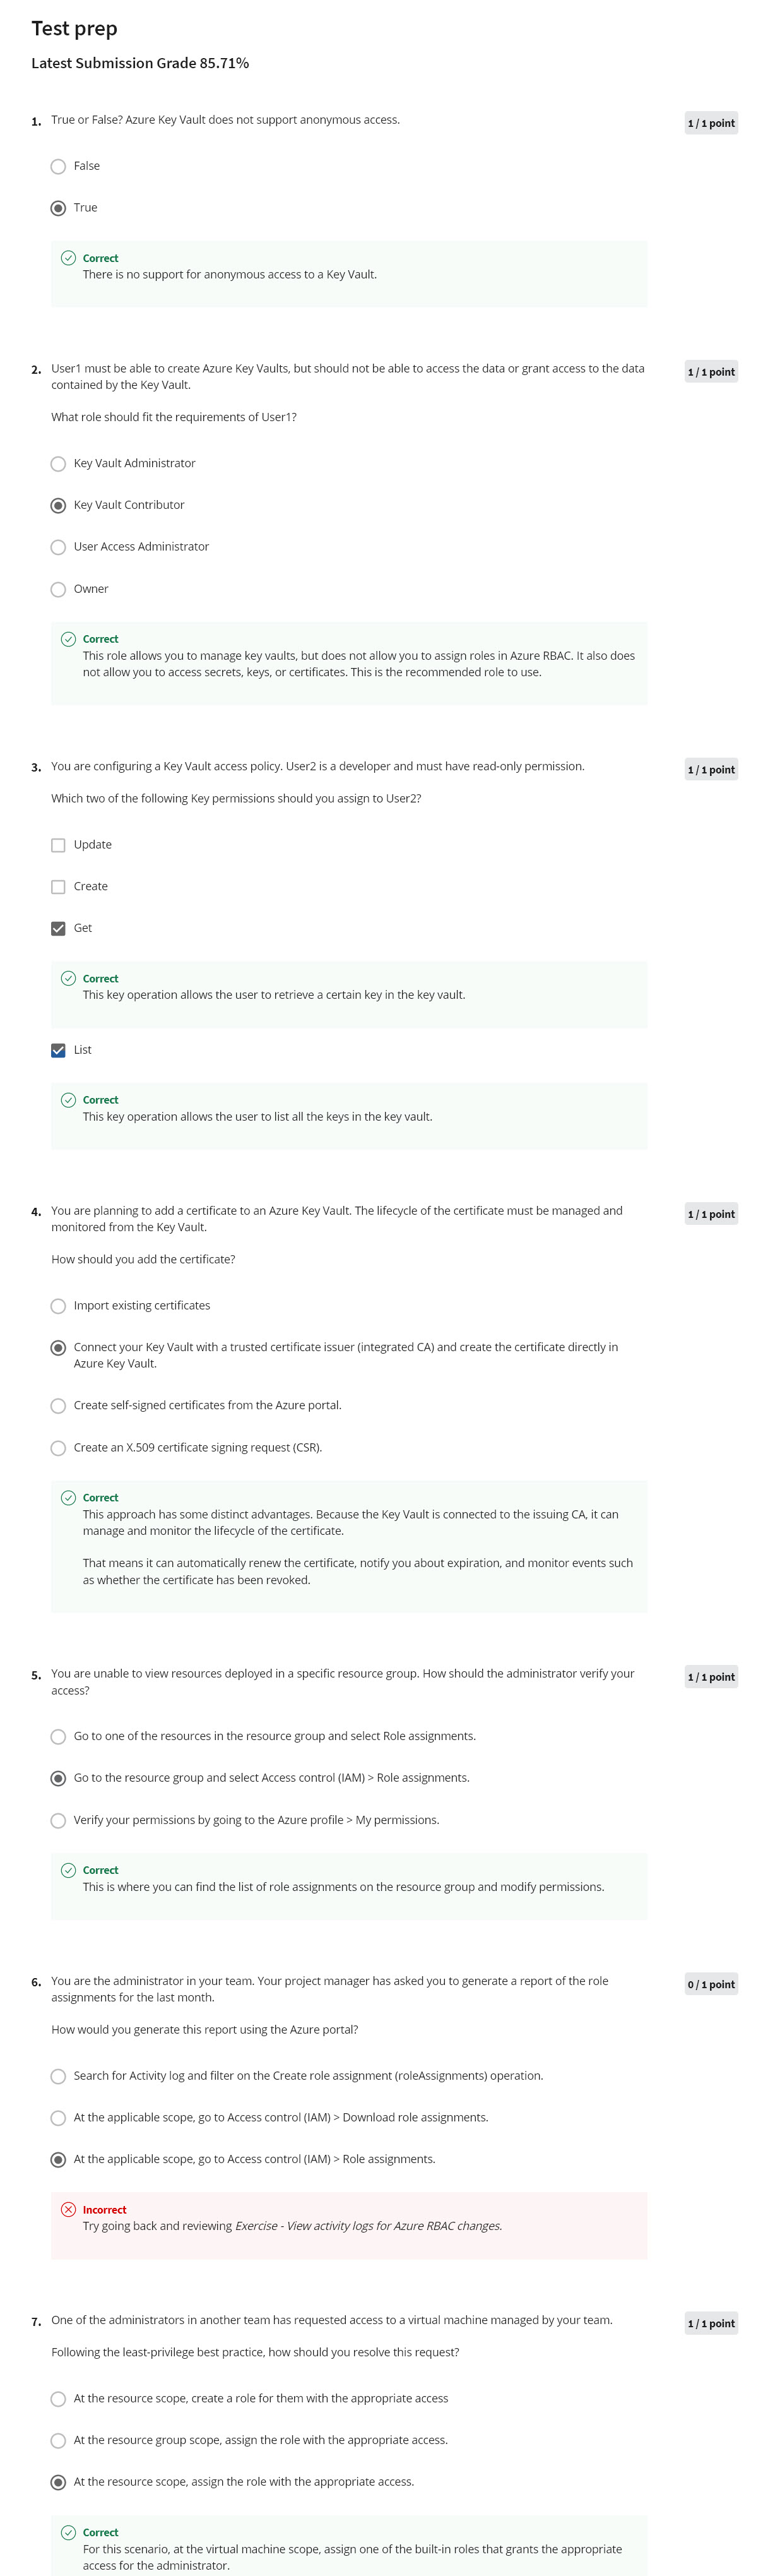 Test prep
Latest Submission Grade 85.71%
1. True or False? Azure Key Vault does not support anonymous access.
1 / 1 point
False
True
Correct
There is no support for anonymous access to a Key Vault.
2. User1 must be able to create Azure Key Vaults, but should not be able to access the data or grant access to the data
contained by the Key Vault.
1 / 1 point
What role should fit the requirements of User1?
Key Vault Administrator
Key Vault Contributor
User Access Administrator
Owner
Correct
This role allows you to manage key vaults, but does not allow you to assign roles in Azure RBAC. It also does
not allow you to access secrets, keys, or certificates. This is the recommended role to use.
3. You are configuring a Key Vault access policy. User2 is a developer and must have read-only permission.
1 / 1 point
Which two of the following Key permissions should you assign to User2?
Update
Create
Get
Correct
This key operation allows the user to retrieve a certain key in the key vault.
List
Correct
This key operation allows the user to list all the keys in the key vault.
4. You are planning to add a certificate to an Azure Key Vault. The lifecycle of the certificate must be managed and
monitored from the Key Vault.
1 / 1 point
How should you add the certificate?
Import existing certificates
Connect your Key Vault with a trusted certificate issuer (integrated CA) and create the certificate directly in
Azure Key Vault.
Create self-signed certificates from the Azure portal.
Create an X.509 certificate signing request (CSR).
Correct
This approach has some distinct advantages. Because the Key Vault is connected to the issuing CA, it can
manage and monitor the lifecycle of the certificate.
That means it can automatically renew the certificate, notify you about expiration, and monitor events such
as whether the certificate has been revoked.
5. You are unable to view resources deployed in a specific resource group. How should the administrator verify your
access?
1 / 1 point
Go to one of the resources in the resource group and select Role assignments.
Go to the resource group and select Access control (IAM) > Role assignments.
Verify your permissions by going to the Azure profile > My permissions.
Correct
This is where you can find the list of role assignments on the resource group and modify permissions.
6. You are the administrator in your team. Your project manager has asked you to generate a report of the role
assignments for the last month.
0 / 1 point
How would you generate this report using the Azure portal?
Search for Activity log and filter on the Create role assignment (roleAssignments) operation.
At the applicable scope, go to Access control (IAM) > Download role assignments.
At the applicable scope, go to Access control (IAM) > Role assignments.
Incorrect
Try going back and reviewing Exercise - View activity logs for Azure RBAC changes.
7. One of the administrators in another team has requested access to a virtual machine managed by your team.
1 / 1 point
Following the least-privilege best practice, how should you resolve this request?
At the resource scope, create a role for them with the appropriate access
At the resource group scope, assign the role with the appropriate access.
At the resource scope, assign the role with the appropriate access.
Correct
For this scenario, at the virtual machine scope, assign one of the built-in roles that grants the appropriate
access for the administrator.